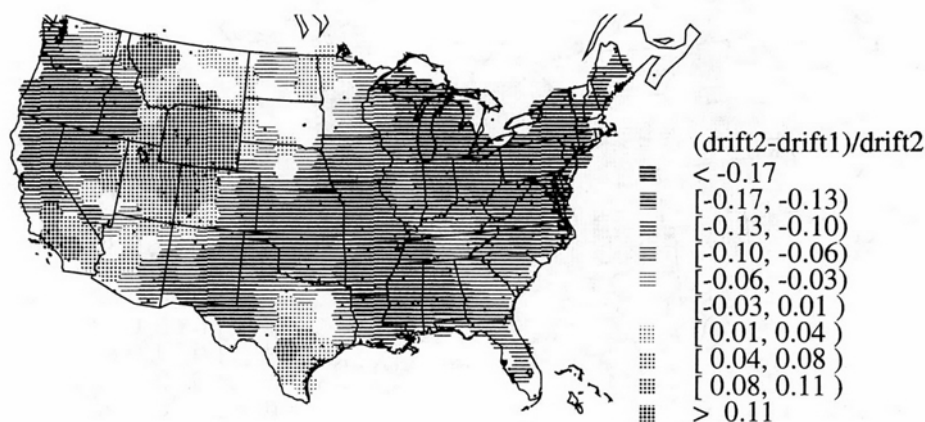 (drift2-drift1)/drift2
< -0.17
[-0.17, -0.13)
[-0.13, -0.10)
[-0.10, -0.06)
[-0.06, -0.03)
[-0.03, 0.01 )
[ 0.01, 0.04 )
[ 0.04, 0.08 )
[ 0.08, 0.11 )
> 0.11